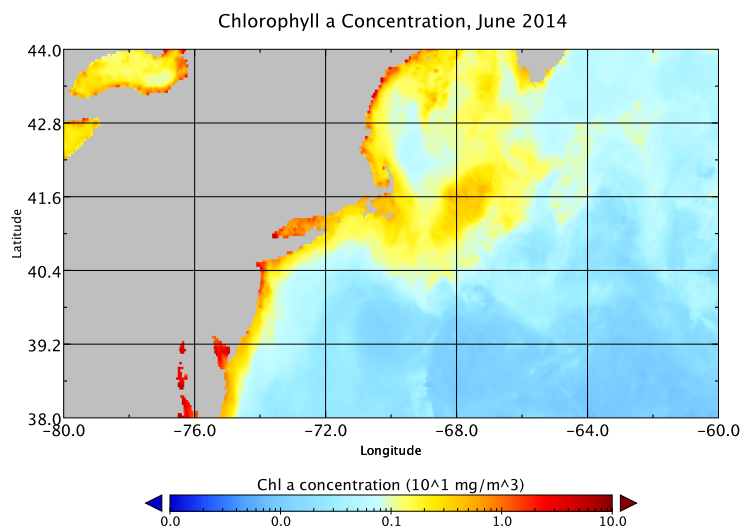 Chlorophyll a Concentration, June 2014
44.0
42.8
41.6
40.4
39.2
38.0
Latitude
-80.0 -76.0 -72.0 -68.0 -64.0 -60.0
Longitude
Chl a concentration (10^1 mg/m^3)
0.0 0.0 0.1 1.0 10.0